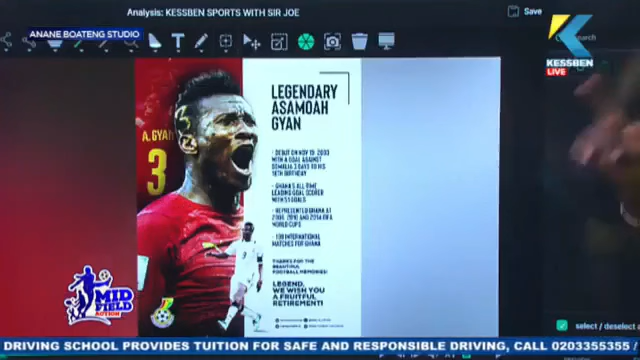 Analysis: KESSBEN SPORTS WITH SIR JOE
Save
ANANE BOATENG STUDIO
KESSBEN
LIVE
LEGENDARY
ASAMOAH
GYAN
A.GYAN
3
- DEBUT ON NOV 19, 2003
WITH A GOAL AGAINST
SOMALIA 3 DAYS TO HIS
18TH BIRTHDAY
- GHANA'S ALL-TIME
LEADING GOAL SCORER
WITH 51 GOALS
- REPRESENTED GHANA AT
2006, 2010 AND 2014 FIFA
WORLD CUPS
- 109 INTERNATIONAL
MATCHES FOR GHANA
THANKS FOR THE
BEAUTIFUL
FOOTBALL MEMORIES!
LEGEND,
WE WISH YOU
A FRUITFUL
RETIREMENT!
MID
FIELD
ACTION
select / deselect
DRIVING SCHOOL PROVIDES TUITION FOR SAFE AND RESPONSIBLE DRIVING, CALL 0203355355 /